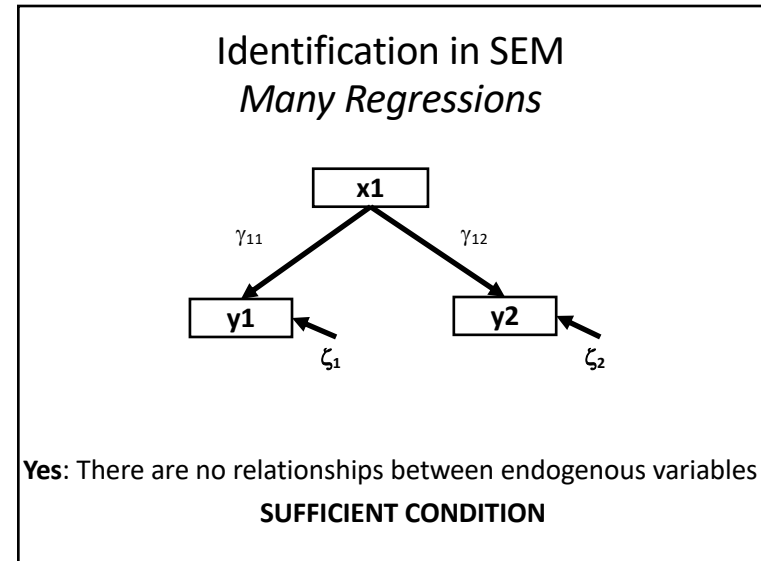 Identification in SEM
Many Regressions
x1
γ11 γ12
y1 y2
ζ1 ζ2
Yes: There are no relationships between endogenous variables
SUFFICIENT CONDITION